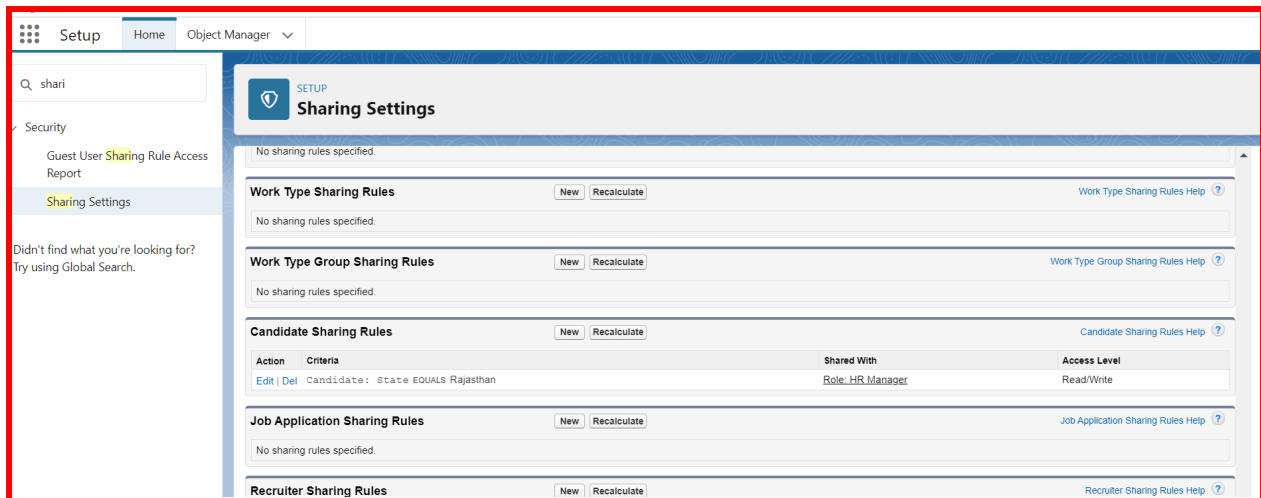 Setup Home Object Manager
shari
Security
Guest User Sharing Rule Access
Report
Sharing Settings
Didn't find what you're looking for?
Try using Global Search.
SETUP
Sharing Settings
No sharing rules specified.
Work Type Sharing Rules New Recalculate Work Type Sharing Rules Help ?
No sharing rules specified.
Work Type Group Sharing Rules New Recalculate Work Type Group Sharing Rules Help ?
No sharing rules specified.
Candidate Sharing Rules New Recalculate Candidate Sharing Rules Help ?
Action Criteria Shared With Access Level
Edit | Del Candidate: State EQUALS Rajasthan Role: HR Manager Read/Write
Job Application Sharing Rules New Recalculate Job Application Sharing Rules Help ?
No sharing rules specified.
Recruiter Sharing Rules New Recalculate Recruiter Sharing Rules Help ?